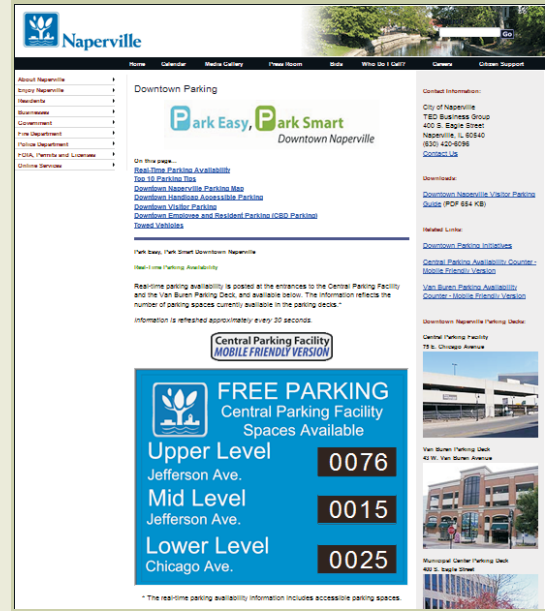 Naperville
Go
Home Calendar Media Gallery Press Room Bids Who Do I Call? Careers Citizen Support
About Naperville
Enjoy Naperville
Residents
Businesses
Government
Fire Department
Police Department
FOIA, Permits and Licenses
Online Services
Downtown Parking
Park Easy, Park Smart
Downtown Naperville
On this page...
Real-Time Parking Availability
Top 10 Parking Tips
Downtown Naperville Parking Map
Downtown Handicap Accessible Parking
Downtown Visitor Parking
Downtown Employee and Resident Parking (CBD Parking)
Towed Vehicles
Park Easy, Park Smart Downtown Naperville
Real-time Parking Availability
Real-time parking availability is posted at the entrances to the Central Parking Facility
and the Van Buren Parking Deck, and available below. The information reflects the
number of parking spaces currently available in the parking decks.*
Information is refreshed approximately every 30 seconds.
Central Parking Facility
MOBILE FRIENDLY VERSION
FREE PARKING
Central Parking Facility
Spaces Available
Upper Level
Jefferson Ave.
0076
Mid Level
Jefferson Ave.
0015
Lower Level
Chicago Ave.
0025
* The real-time parking availability information includes accessible parking spaces.
Contact Information:
City of Naperville
TED Business Group
400 S. Eagle Street
Naperville, IL 60540
(630) 420-6096
Contact Us
Downloads:
Downtown Naperville Visitor Parking
Guide (PDF 654 KB)
Related Links:
Downtown Parking Initiatives
Central Parking Availability Counter -
Mobile Friendly Version
Van Buren Parking Availability
Counter - Mobile Friendly Version
Downtown Naperville Parking Decks:
Central Parking Facility
75 E. Chicago Avenue
Van Buren Parking Deck
43 W. Van Buren Avenue
Municipal Center Parking Deck
400 S. Eagle Street